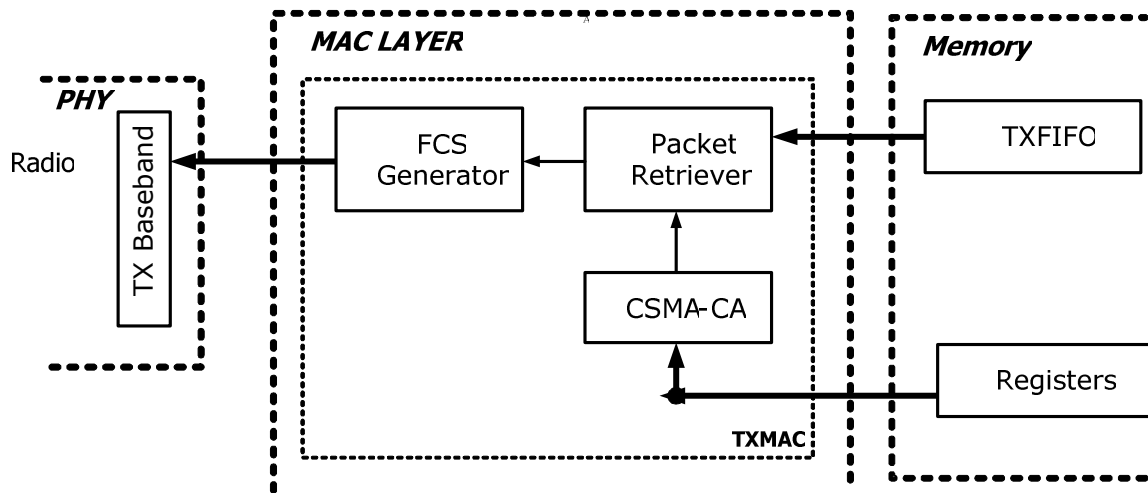 MAC LAYER
Memory
PHY
Radio
TX Baseband
FCS
Generator
Packet
Retriever
TXFIFO
CSMA-CA
Registers
TXMAC